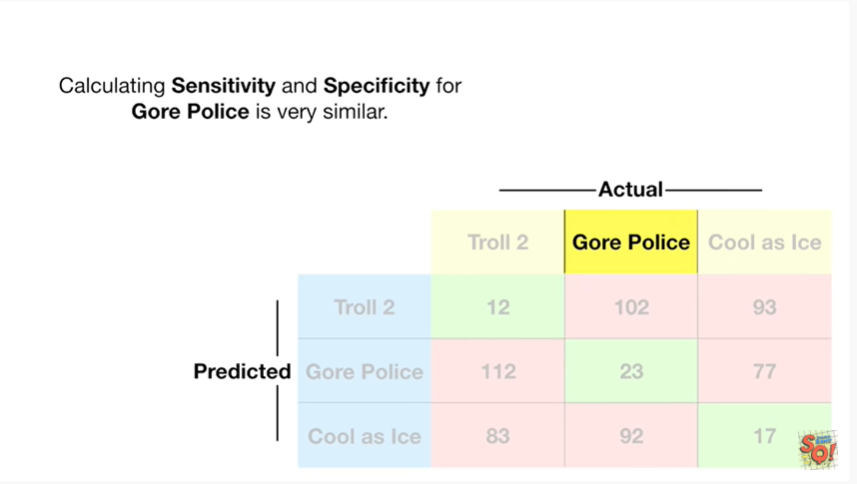 Calculating Sensitivity and Specificity for
Gore Police is very similar.
Actual
Troll 2 Gore Police Cool as Ice
Troll 2 12 102 93
Predicted Gore Police 112 23 77
Cool as Ice 83 92 17